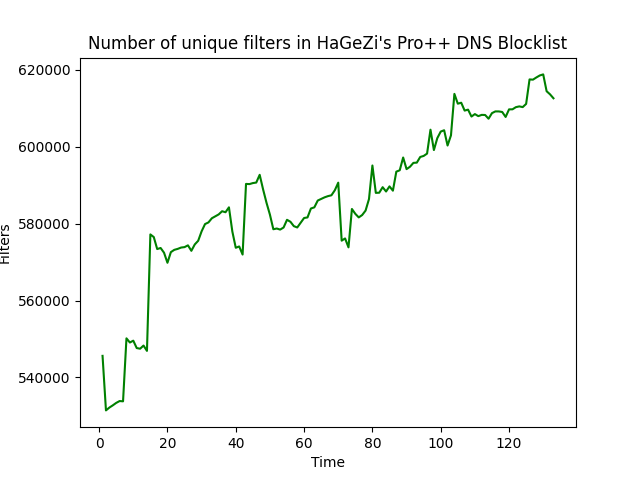 Number of unique filters in HaGeZi's Pro++ DNS Blocklist
620000
600000
580000
560000
540000
Filters
0 20 40 60 80 100 120
Time